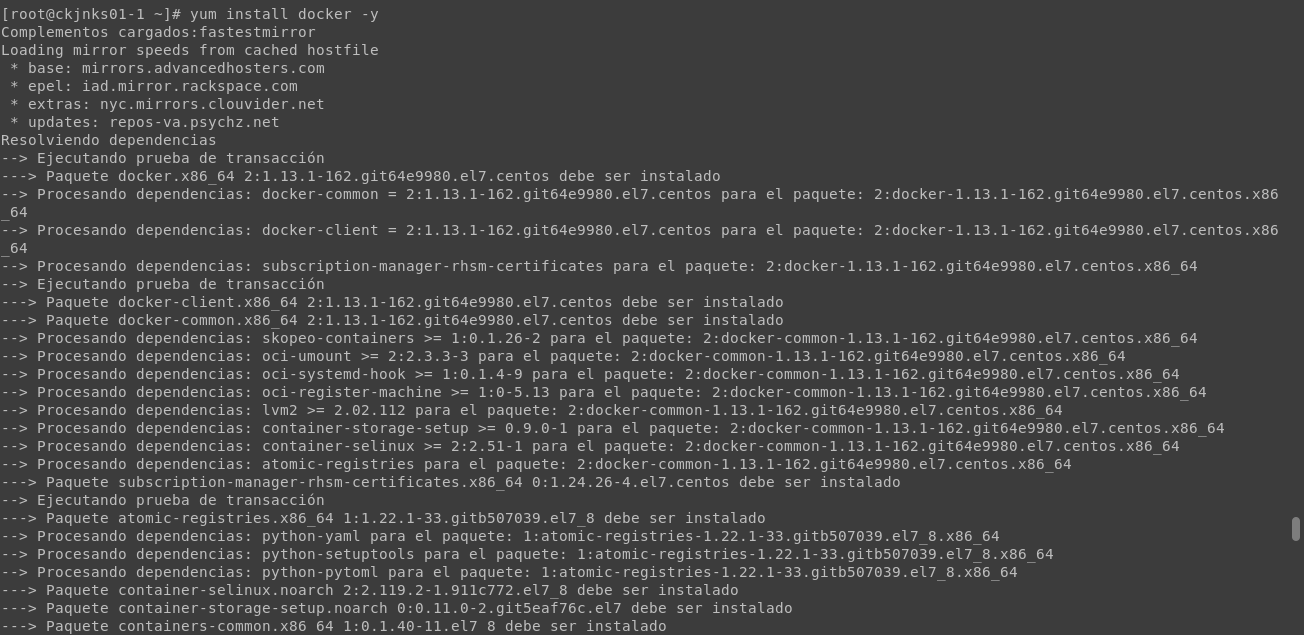 [root@ckjnks01-1 ~]# yum install docker -y
Complementos cargados:fastestmirror
Loading mirror speeds from cached hostfile
 * base: mirrors.advancedhosters.com
 * epel: iad.mirror.rackspace.com
 * extras: nyc.mirrors.clouvider.net
 * updates: repos-va.psychz.net
Resolviendo dependencias
--> Ejecutando prueba de transacción
---> Paquete docker.x86_64 2:1.13.1-162.git64e9980.el7.centos debe ser instalado
--> Procesando dependencias: docker-common = 2:1.13.1-162.git64e9980.el7.centos para el paquete: 2:docker-1.13.1-162.git64e9980.el7.centos.x86
_64
--> Procesando dependencias: docker-client = 2:1.13.1-162.git64e9980.el7.centos para el paquete: 2:docker-1.13.1-162.git64e9980.el7.centos.x86
_64
--> Procesando dependencias: subscription-manager-rhsm-certificates para el paquete: 2:docker-1.13.1-162.git64e9980.el7.centos.x86_64
--> Ejecutando prueba de transacción
---> Paquete docker-client.x86_64 2:1.13.1-162.git64e9980.el7.centos debe ser instalado
---> Paquete docker-common.x86_64 2:1.13.1-162.git64e9980.el7.centos debe ser instalado
--> Procesando dependencias: skopeo-containers >= 1:0.1.26-2 para el paquete: 2:docker-common-1.13.1-162.git64e9980.el7.centos.x86_64
--> Procesando dependencias: oci-umount >= 2:2.3.3-3 para el paquete: 2:docker-common-1.13.1-162.git64e9980.el7.centos.x86_64
--> Procesando dependencias: oci-systemd-hook >= 1:0.1.4-9 para el paquete: 2:docker-common-1.13.1-162.git64e9980.el7.centos.x86_64
--> Procesando dependencias: oci-register-machine >= 1:0-5.13 para el paquete: 2:docker-common-1.13.1-162.git64e9980.el7.centos.x86_64
--> Procesando dependencias: lvm2 >= 2.02.112 para el paquete: 2:docker-common-1.13.1-162.git64e9980.el7.centos.x86_64
--> Procesando dependencias: container-storage-setup >= 0.9.0-1 para el paquete: 2:docker-common-1.13.1-162.git64e9980.el7.centos.x86_64
--> Procesando dependencias: container-selinux >= 2:2.51-1 para el paquete: 2:docker-common-1.13.1-162.git64e9980.el7.centos.x86_64
--> Procesando dependencias: atomic-registries para el paquete: 2:docker-common-1.13.1-162.git64e9980.el7.centos.x86_64
---> Paquete subscription-manager-rhsm-certificates.x86_64 0:1.24.26-4.el7.centos debe ser instalado
--> Ejecutando prueba de transacción
---> Paquete atomic-registries.x86_64 1:1.22.1-33.gitb507039.el7_8 debe ser instalado
--> Procesando dependencias: python-yaml para el paquete: 1:atomic-registries-1.22.1-33.gitb507039.el7_8.x86_64
--> Procesando dependencias: python-setuptools para el paquete: 1:atomic-registries-1.22.1-33.gitb507039.el7_8.x86_64
--> Procesando dependencias: python-pytoml para el paquete: 1:atomic-registries-1.22.1-33.gitb507039.el7_8.x86_64
---> Paquete container-selinux.noarch 2:2.119.2-1.911c772.el7_8 debe ser instalado
---> Paquete container-storage-setup.noarch 0:0.11.0-2.git5eaf76c.el7 debe ser instalado
---> Paquete containers-common.x86_64 1:0.1.40-11.el7_8 debe ser instalado